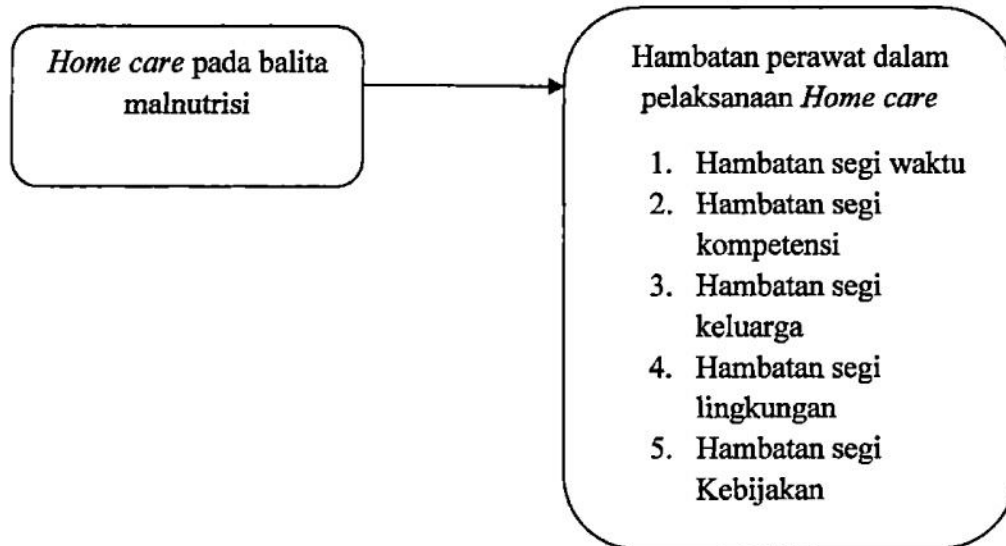 Home care pada balita
malnutrisi
Hambatan perawat dalam
pelaksanaan Home care
1. Hambatan segi waktu
2. Hambatan segi
kompetensi
3. Hambatan segi
keluarga
4. Hambatan segi
lingkungan
5. Hambatan segi
Kebijakan